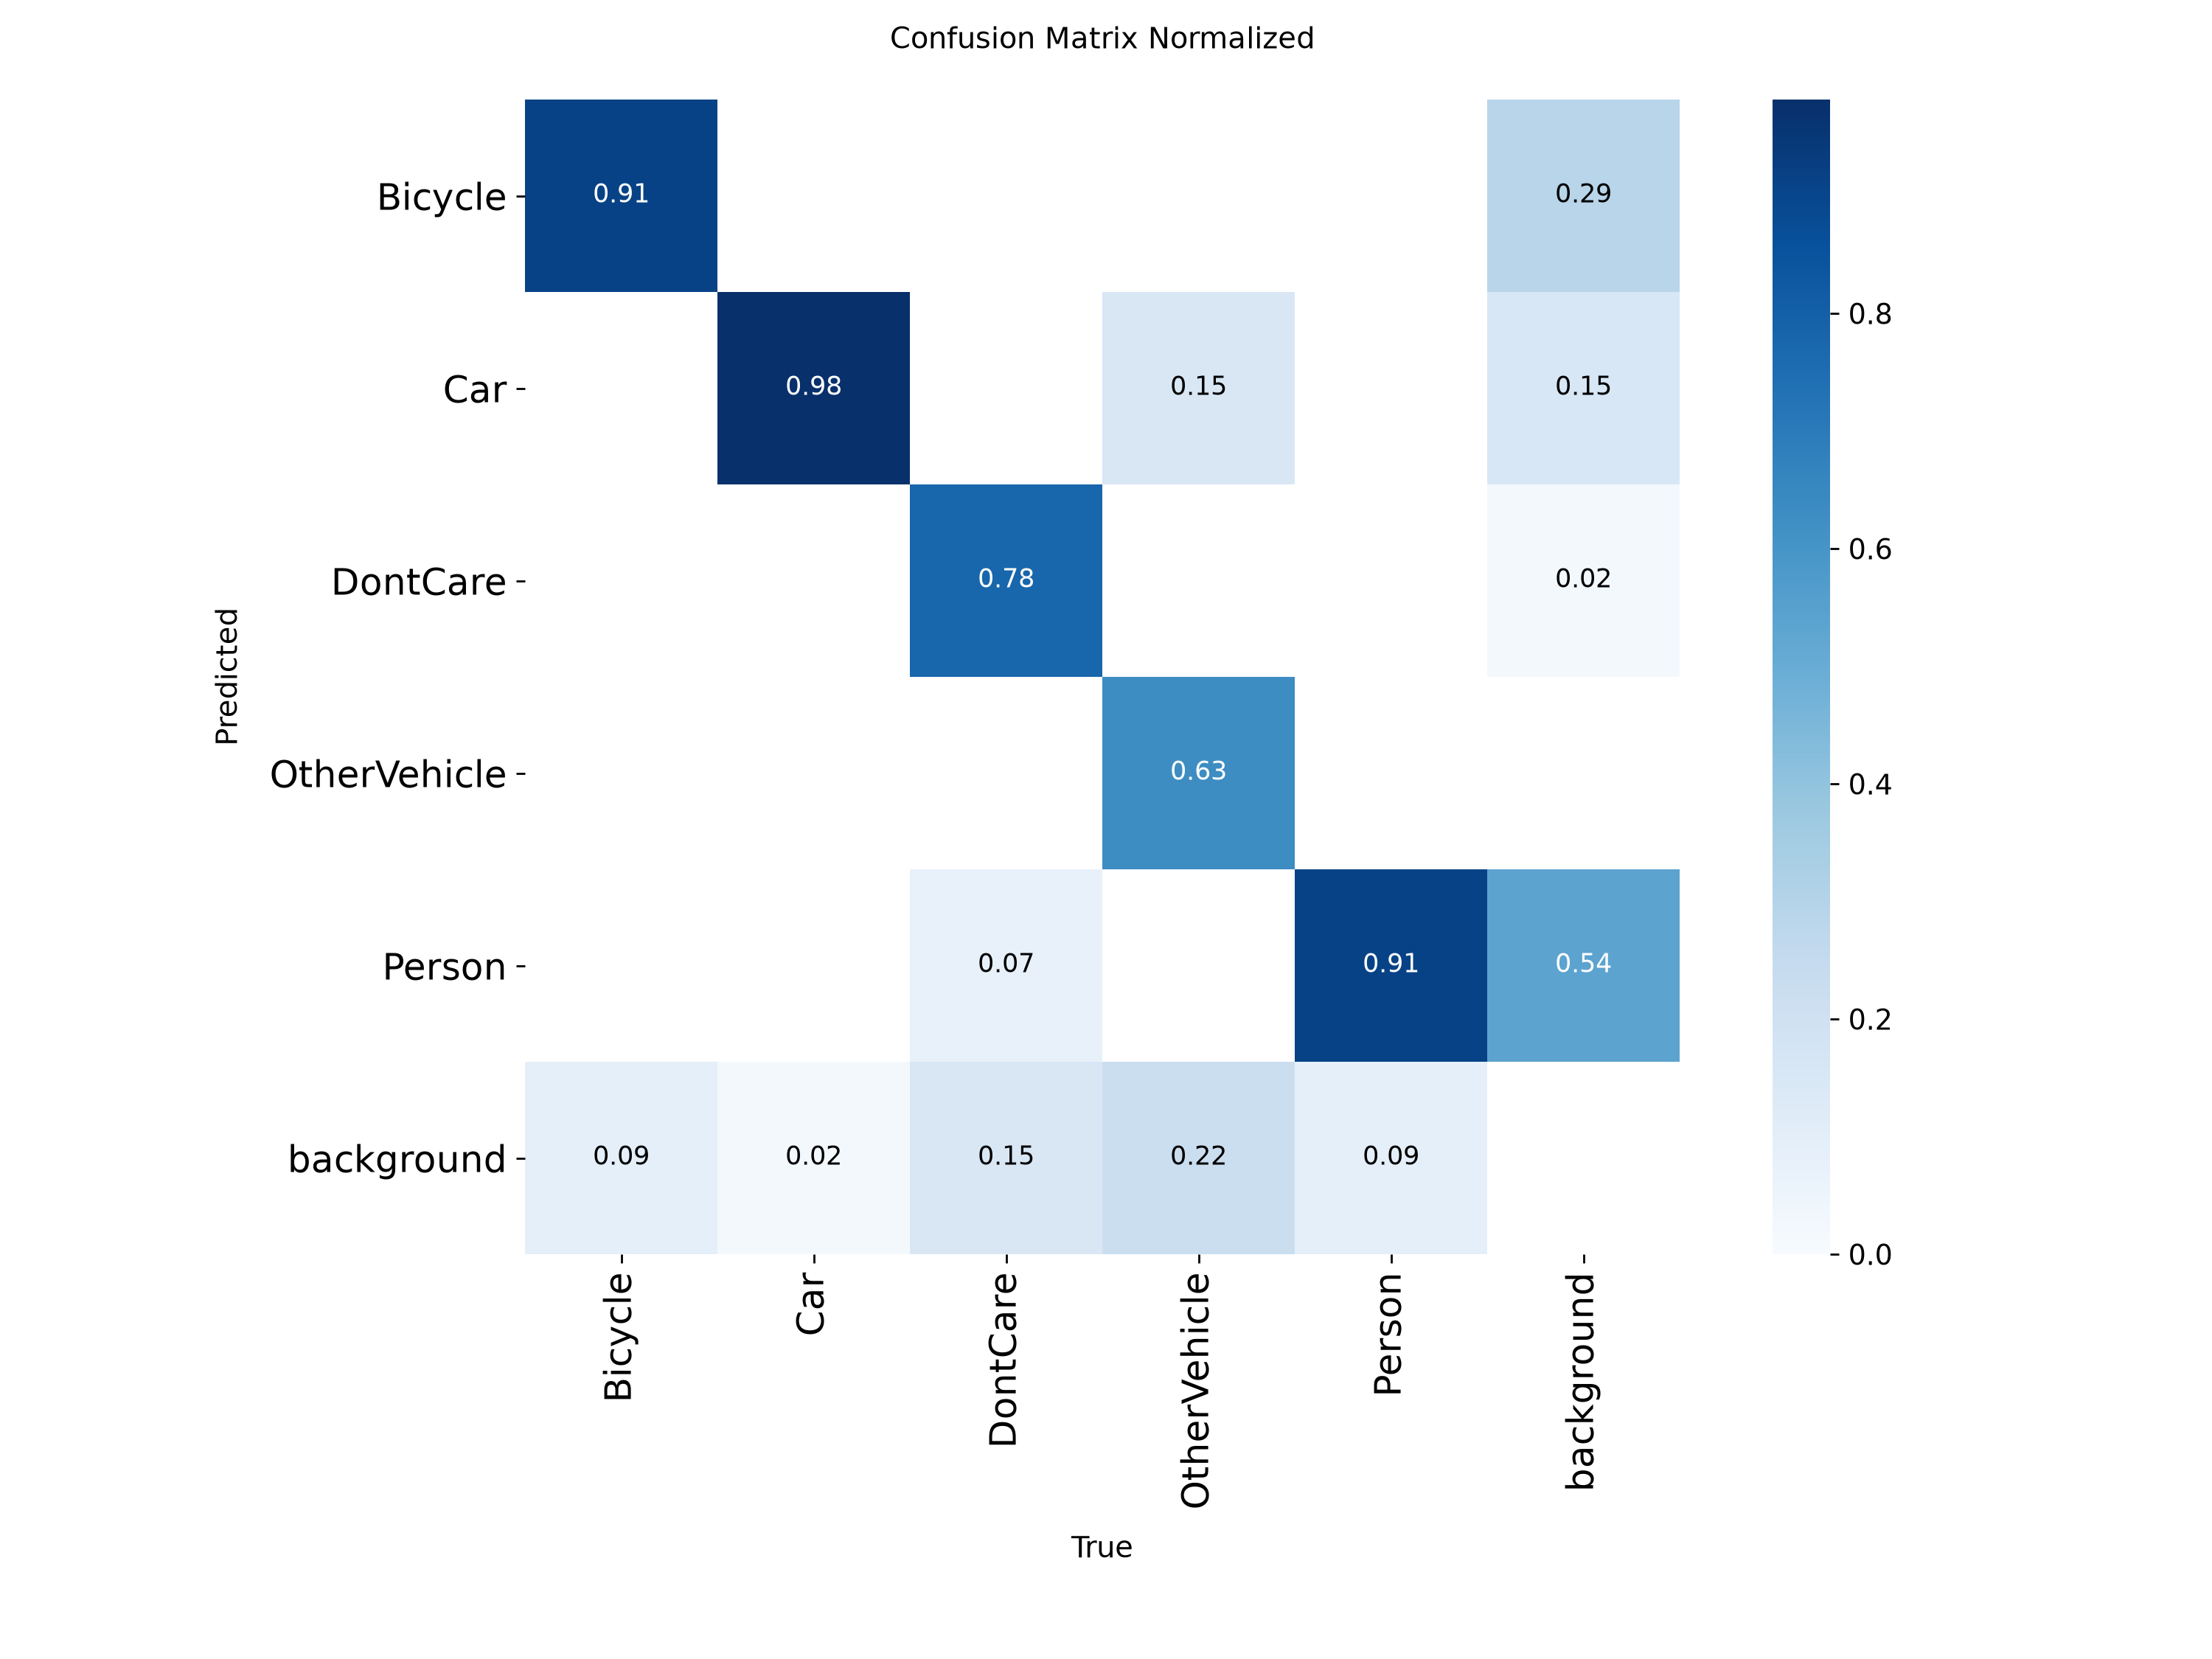 Confusion Matrix Normalized
Bicycle
0.91
0.29
Car
0.98
0.15
0.15
0.8
DontCare
0.78
0.02
0.6
Predicted
OtherVehicle
0.63
0.4
Person
0.07
0.91
0.54
0.2
background
0.09
0.02
0.15
0.22
0.09
0.0
Bicycle
Car
DontCare
OtherVehicle
Person
background
True